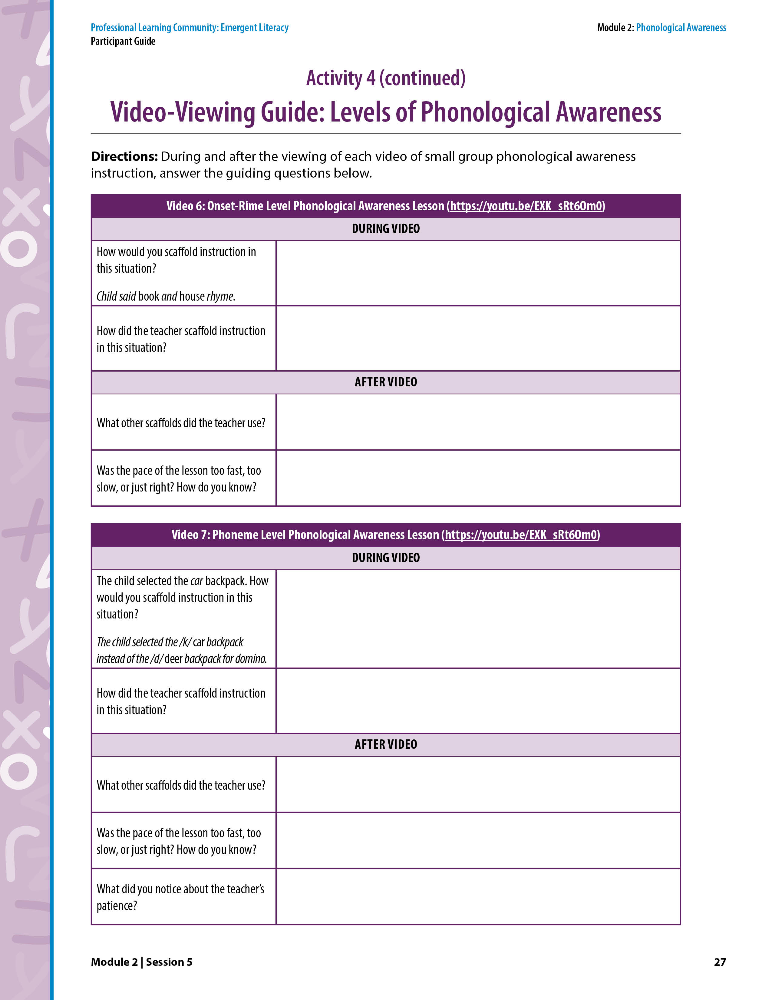 Professional Learning Community: Emergent Literacy
Participant Guide
Module 2: Phonological Awareness
Activity 4 (continued)
Video-Viewing Guide: Levels of Phonological Awareness
Directions: During and after the viewing of each video of small group phonological awareness
instruction, answer the guiding questions below.
Video 6: Onset-Rime Level Phonological Awareness Lesson (https://youtu.be/EXK_sRt6Om0)
DURING VIDEO
How would you scaffold instruction in
this situation?
Child said book and house rhyme.
How did the teacher scaffold instruction
in this situation?
AFTER VIDEO
What other scaffolds did the teacher use?
Was the pace of the lesson too fast, too
slow, or just right? How do you know?
Video 7: Phoneme Level Phonological Awareness Lesson (https://youtu.be/EXK_sRt6Om0)
DURING VIDEO
The child selected the car backpack. How
would you scaffold instruction in this
situation?
The child selected the /k/ car backpack
instead of the /d/ deer backpack for domino.
How did the teacher scaffold instruction
in this situation?
AFTER VIDEO
What other scaffolds did the teacher use?
Was the pace of the lesson too fast, too
slow, or just right? How do you know?
What did you notice about the teacher's
patience?
Module 2 | Session 5
27